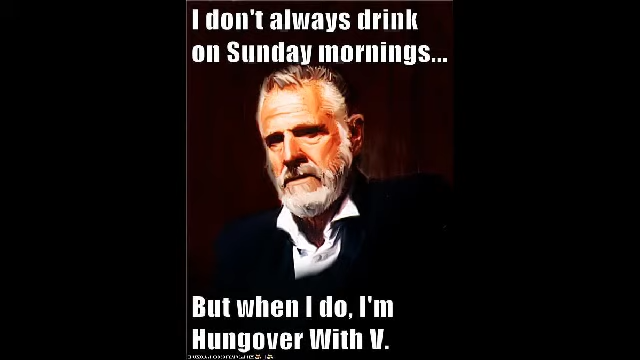 I don't always drink
on Sunday mornings...
But when I do, I'm
Hungover With V.